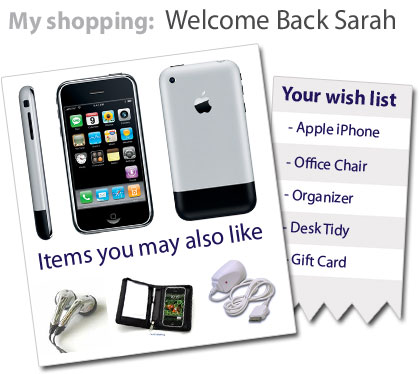 My shopping: Welcome Back Sarah
Your wish list
- Apple iPhone
- Office Chair
- Organizer
- Desk Tidy
- Gift Card
Items you may also like